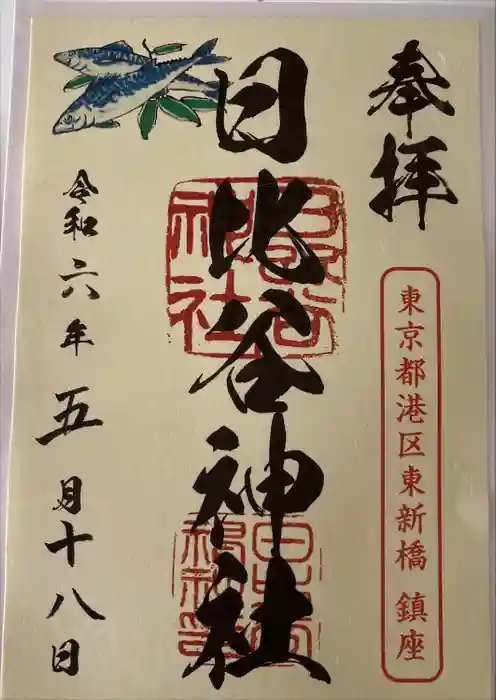 奉拝
東京都港区東新橋 鎮座
日比谷神社
令和六年五月十八日